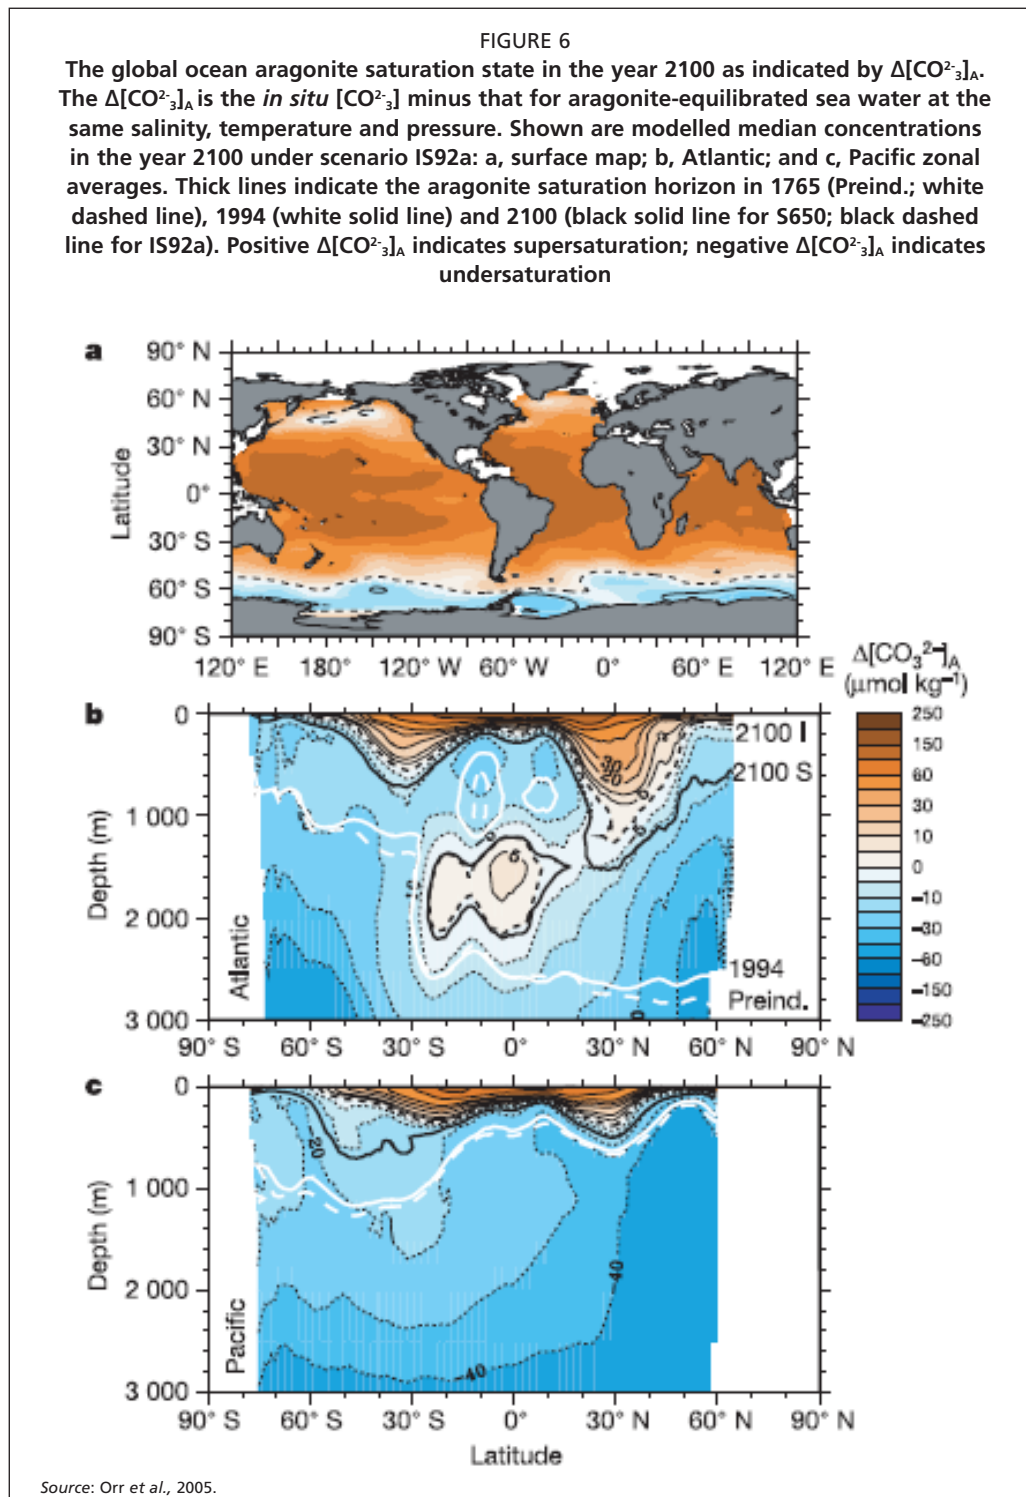 FIGURE 6
The global ocean aragonite saturation state in the year 2100 as indicated by Δ[CO²⁻₃]A.
The Δ[CO²⁻₃]A is the in situ [CO²⁻₃] minus that for aragonite-equilibrated sea water at the
same salinity, temperature and pressure. Shown are modelled median concentrations
in the year 2100 under scenario IS92a: a, surface map; b, Atlantic; and c, Pacific zonal
averages. Thick lines indicate the aragonite saturation horizon in 1765 (Preind.; white
dashed line), 1994 (white solid line) and 2100 (black solid line for S650; black dashed
line for IS92a). Positive Δ[CO²⁻₃]A indicates supersaturation; negative Δ[CO²⁻₃]A indicates
undersaturation
a
90° N
60° N
30° N
0°
30° S
60° S
90° S
Latitude
120° E 180° 120° W 60° W 0° 60° E 120° E
Δ[CO₃²⁻]A
(μmol kg⁻¹)
250
150
60
30
10
0
–10
–30
–60
–150
–250
b
0
1 000
2 000
3 000
Depth (m)
Atlantic
2100 I
2100 S
1994
Preind.
30
20
0
0
0
90° S 60° S 30° S 0° 30° N 60° N 90° N
c
0
1 000
2 000
3 000
Depth (m)
Pacific
–20
–40
–40
90° S 60° S 30° S 0° 30° N 60° N 90° N
Latitude
Source: Orr et al., 2005.